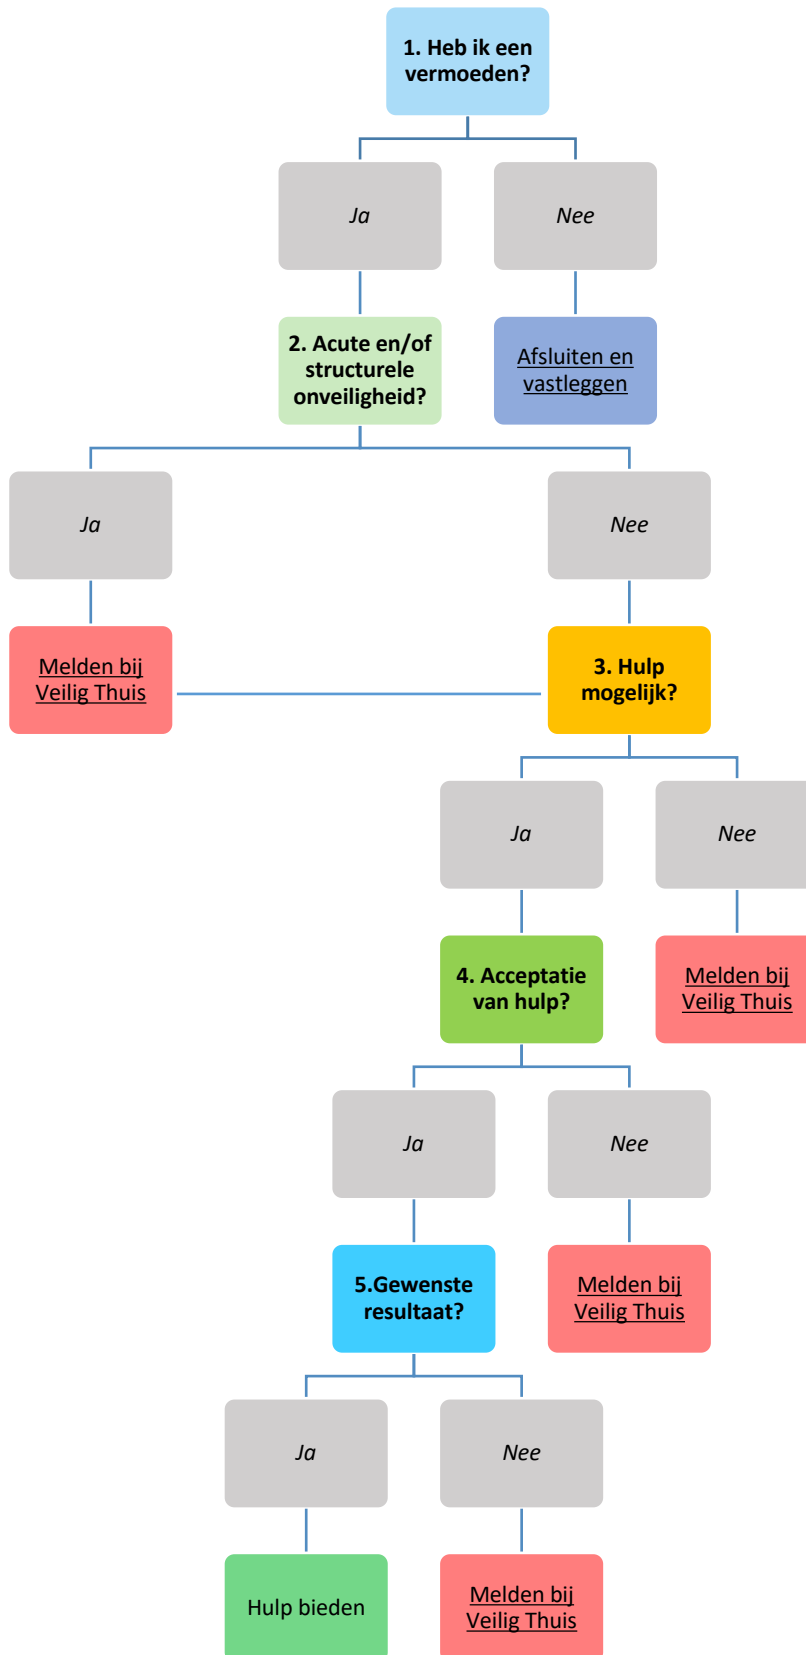 1. Heb ik een
vermoeden?
Ja
Nee
2. Acute en/of
structurele
onveiligheid?
Afsluiten en
vastleggen
Ja
Nee
Melden bij
Veilig Thuis
3. Hulp
mogelijk?
Ja
Nee
4. Acceptatie
van hulp?
Melden bij
Veilig Thuis
Ja
Nee
5.Gewenste
resultaat?
Melden bij
Veilig Thuis
Ja
Nee
Hulp bieden
Melden bij
Veilig Thuis